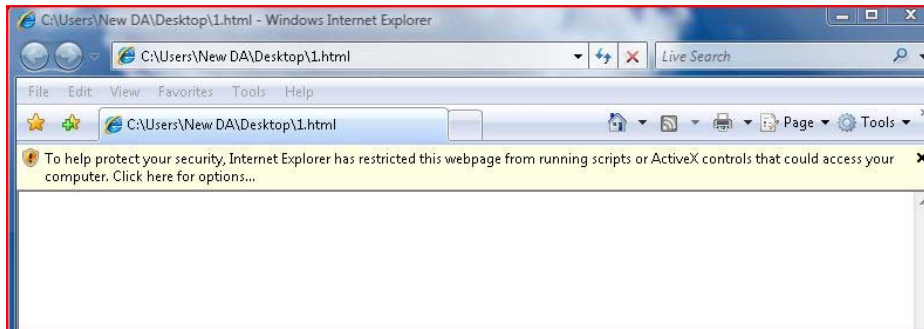 C:\Users\New DA\Desktop\1.html - Windows Internet Explorer
C:\Users\New DA\Desktop\1.html
Live Search
File Edit View Favorites Tools Help
C:\Users\New DA\Desktop\1.html
Page Tools
To help protect your security, Internet Explorer has restricted this webpage from running scripts or ActiveX controls that could access your
computer. Click here for options...